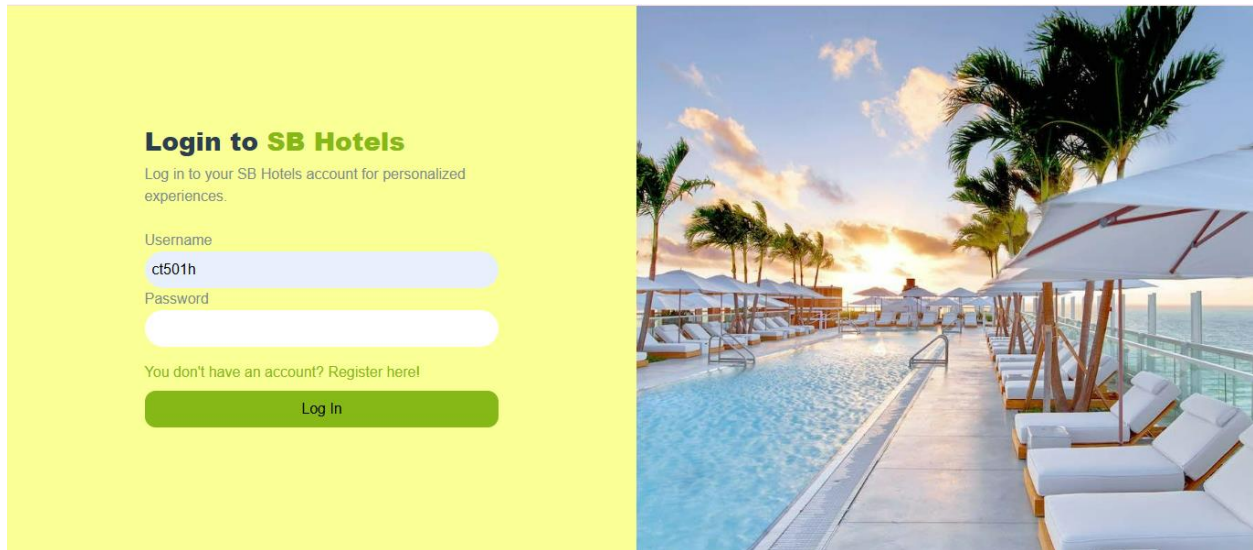 Login to SB Hotels
Log in to your SB Hotels account for personalized
experiences.
Username
ct501h
Password
You don't have an account? Register here!
Log In